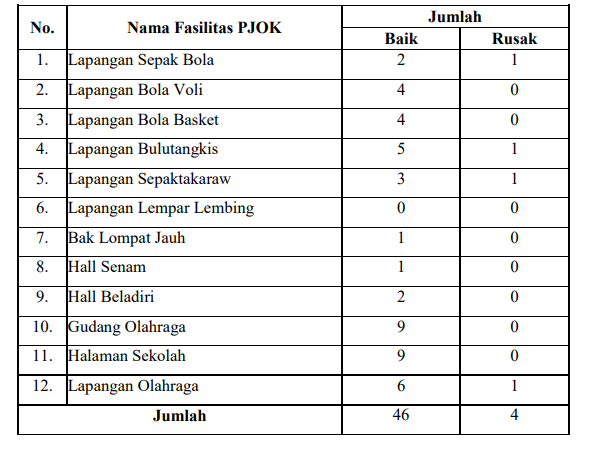 No. Nama Fasilitas PJOK Jumlah
Baik Rusak
1. Lapangan Sepak Bola 2 1
2. Lapangan Bola Voli 4 0
3. Lapangan Bola Basket 4 0
4. Lapangan Bulutangkis 5 1
5. Lapangan Sepaktakaraw 3 1
6. Lapangan Lempar Lembing 0 0
7. Bak Lompat Jauh 1 0
8. Hall Senam 1 0
9. Hall Beladiri 2 0
10. Gudang Olahraga 9 0
11. Halaman Sekolah 9 0
12. Lapangan Olahraga 6 1
Jumlah 46 4